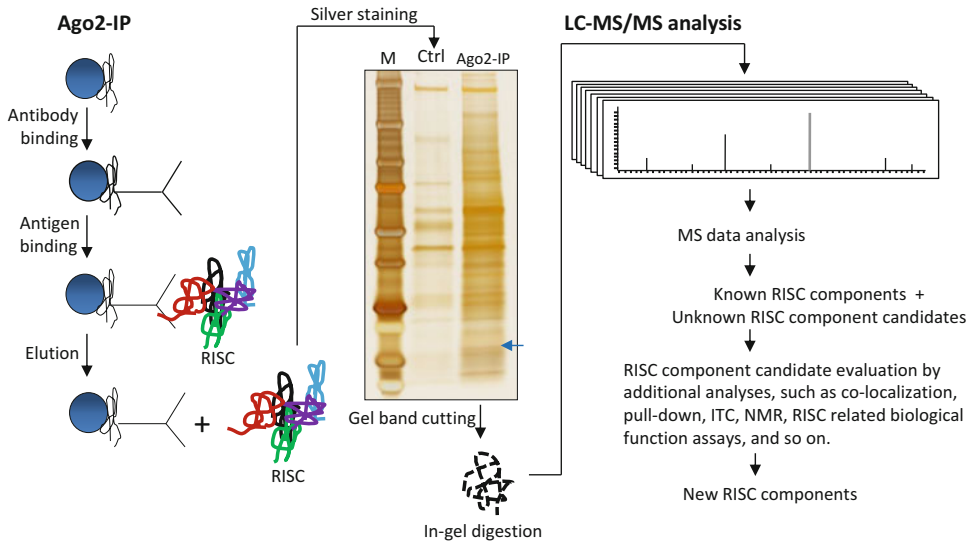 Ago2-IP
Antibody
binding
Antigen
binding
RISC
Elution
+
RISC
Silver staining
M Ctrl Ago2-IP
Gel band cutting
In-gel digestion
LC-MS/MS analysis
MS data analysis
Known RISC components +
Unknown RISC component candidates
RISC component candidate evaluation by
additional analyses, such as co-localization,
pull-down, ITC, NMR, RISC related biological
function assays, and so on.
New RISC components